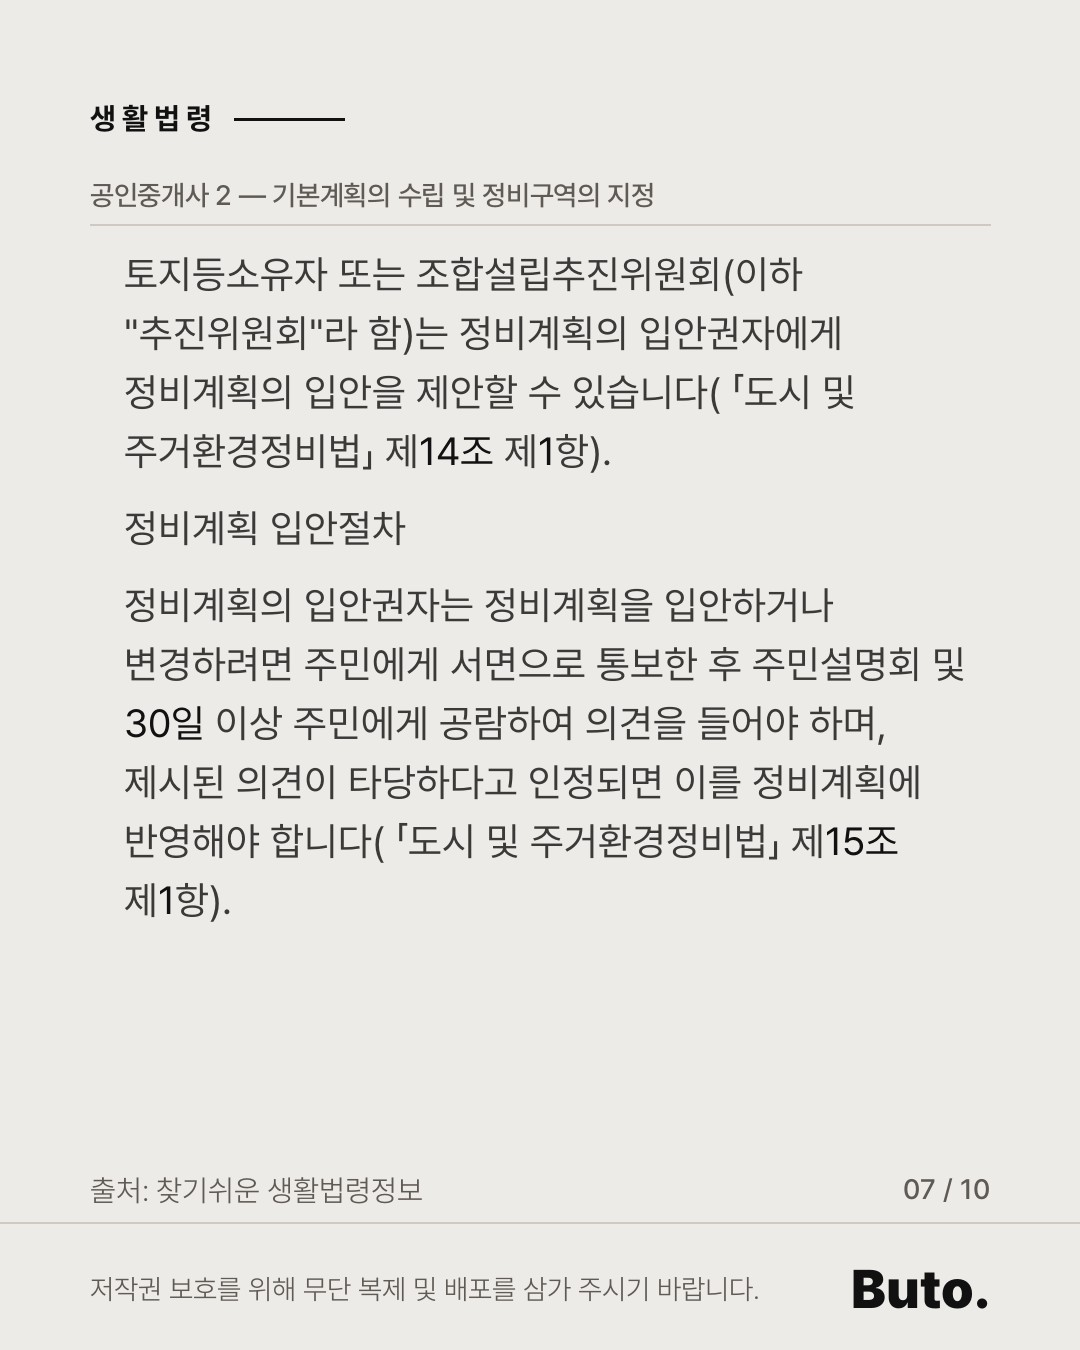 생활법령
공인중개사 2 — 기본계획의 수립 및 정비구역의 지정
토지등소유자 또는 조합설립추진위원회(이하
"추진위원회"라 함)는 정비계획의 입안권자에게
정비계획의 입안을 제안할 수 있습니다(「도시 및
주거환경정비법」 제14조 제1항).
정비계획 입안절차
정비계획의 입안권자는 정비계획을 입안하거나
변경하려면 주민에게 서면으로 통보한 후 주민설명회 및
30일 이상 주민에게 공람하여 의견을 들어야 하며,
제시된 의견이 타당하다고 인정되면 이를 정비계획에
반영해야 합니다(「도시 및 주거환경정비법」 제15조
제1항).
출처: 찾기쉬운 생활법령정보
07 / 10
저작권 보호를 위해 무단 복제 및 배포를 삼가 주시기 바랍니다.
Buto.